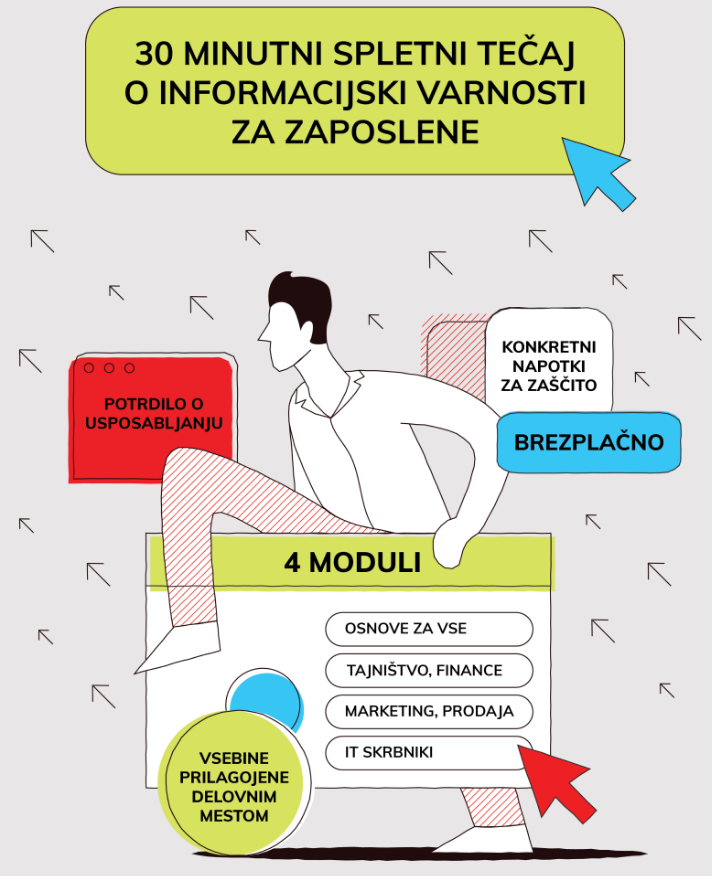 30 MINUTNI SPLETNI TEČAJ
O INFORMACIJSKI VARNOSTI
ZA ZAPOSLENE
KONKRETNI
NAPOTKI
ZA ZAŠČITO
POTRDILO O
USPOSABLJANJU
BREZPLAČNO
4 MODULI
OSNOVE ZA VSE
TAJNIŠTVO, FINANCE
MARKETING, PRODAJA
IT SKRBNIKI
VSEBINE
PRILAGOJENE
DELOVNIM
MESTOM